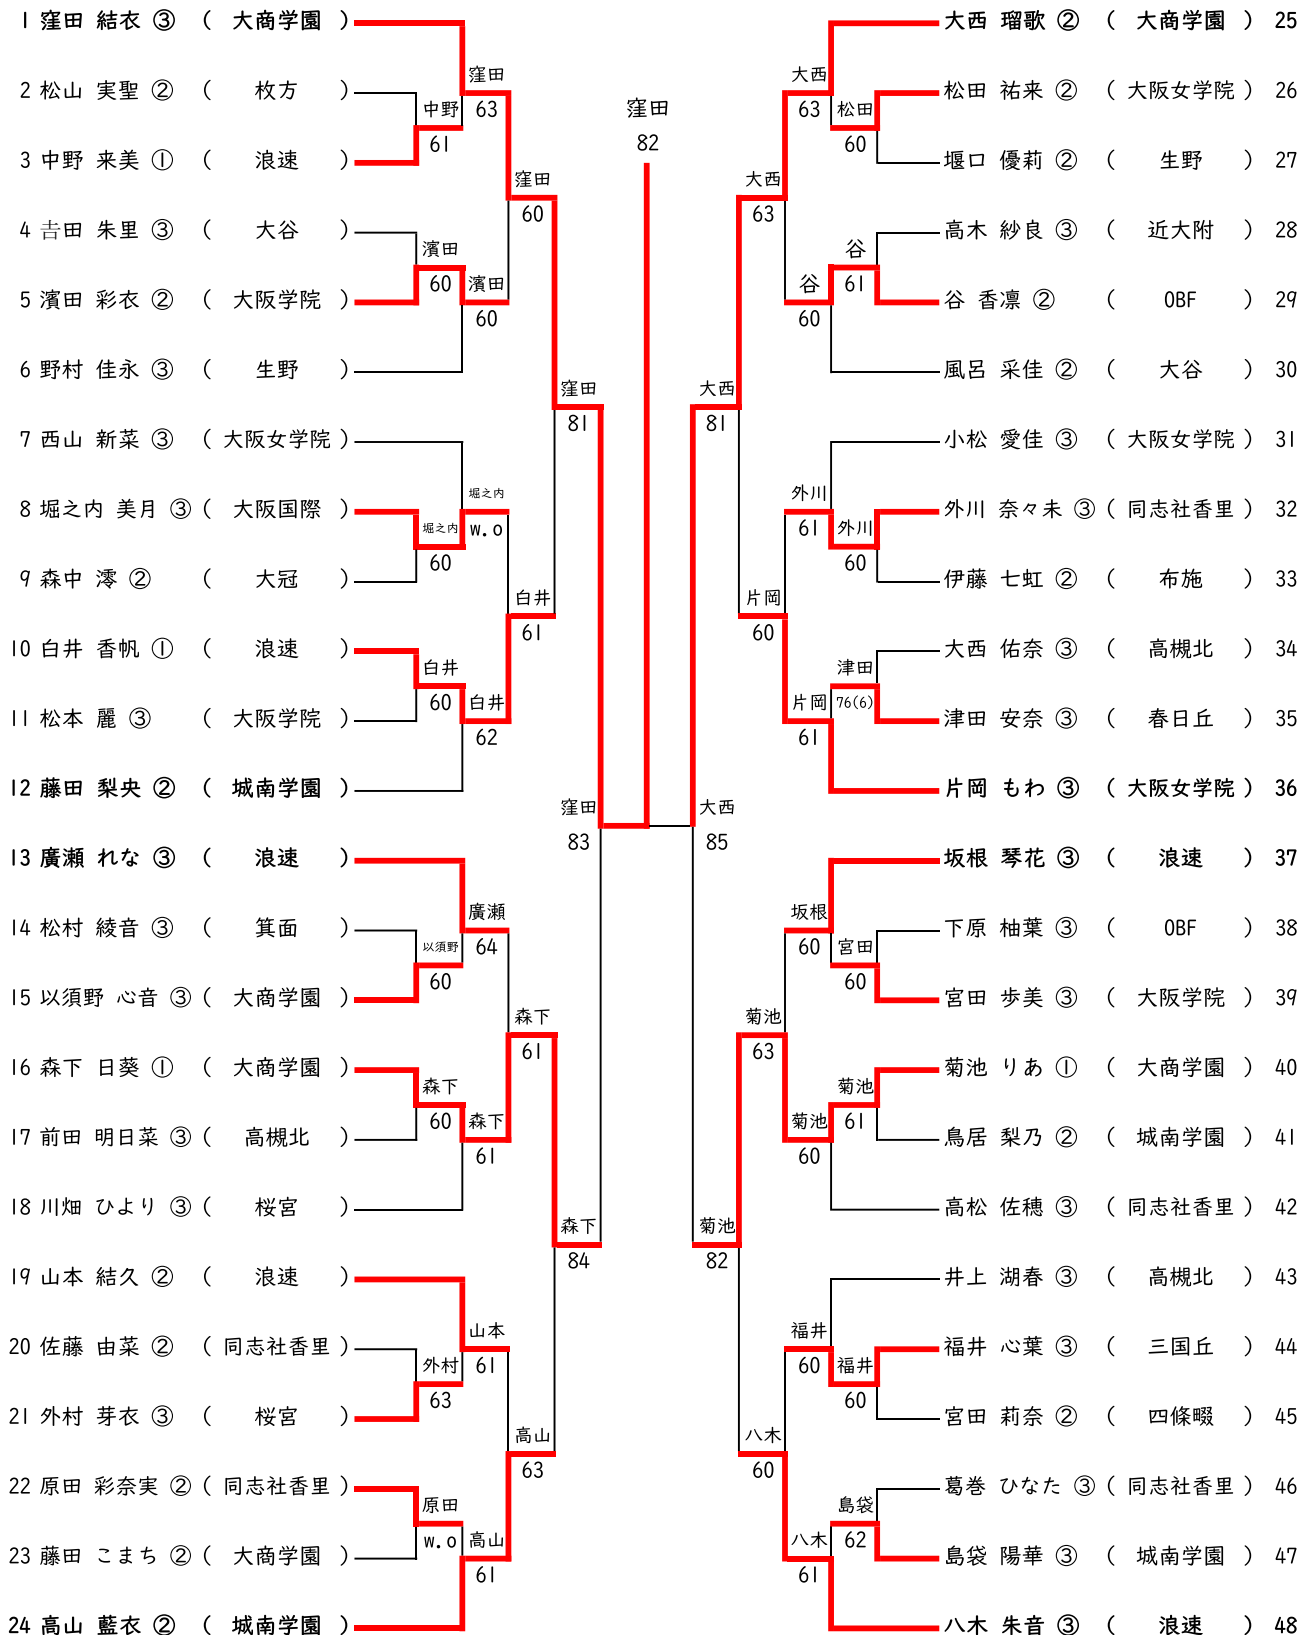 1 窪田 結衣 ③ ( 大商学園 )
2 松山 実聖 ② ( 枚方 )
3 中野 来美 ① ( 浪速 )
4 𠮷田 朱里 ③ ( 大谷 )
5 濱田 彩衣 ② ( 大阪学院 )
6 野村 佳永 ③ ( 生野 )
7 西山 新菜 ③ ( 大阪女学院 )
8 堀之内 美月 ③ ( 大阪国際 )
9 森中 澪 ② ( 大冠 )
10 白井 香帆 ① ( 浪速 )
11 松本 麗 ③ ( 大阪学院 )
12 藤田 梨央 ② ( 城南学園 )
13 廣瀬 れな ③ ( 浪速 )
14 松村 綾音 ③ ( 箕面 )
15 以須野 心音 ③ ( 大商学園 )
16 森下 日葵 ① ( 大商学園 )
17 前田 明日菜 ③ ( 高槻北 )
18 川畑 ひより ③ ( 桜宮 )
19 山本 結久 ② ( 浪速 )
20 佐藤 由菜 ② ( 同志社香里 )
21 外村 芽衣 ③ ( 桜宮 )
22 原田 彩奈実 ② ( 同志社香里 )
23 藤田 こまち ② ( 大商学園 )
24 高山 藍衣 ② ( 城南学園 )
中野
61
濱田
60
堀之内
60
白井
60
以須野
60
森下
60
外村
63
原田
w.o
窪田
63
濱田
60
堀之内
w.o
白井
62
廣瀬
64
森下
61
山本
61
高山
61
窪田
60
白井
61
森下
61
高山
63
窪田
81
森下
84
窪田
83
窪田
82
大西
85
大西
81
菊池
82
大西
63
片岡
60
菊池
63
八木
60
大西
63
谷
60
外川
61
片岡
61
坂根
60
菊池
60
福井
60
八木
61
松田
60
谷
61
外川
60
津田
76(6)
宮田
60
菊池
61
福井
60
島袋
62
大西 瑠歌 ② ( 大商学園 ) 25
松田 祐来 ② ( 大阪女学院 ) 26
堰口 優莉 ② ( 生野 ) 27
高木 紗良 ③ ( 近大附 ) 28
谷 香凛 ② ( OBF ) 29
風呂 采佳 ② ( 大谷 ) 30
小松 愛佳 ③ ( 大阪女学院 ) 31
外川 奈々未 ③ ( 同志社香里 ) 32
伊藤 七虹 ② ( 布施 ) 33
大西 佑奈 ③ ( 高槻北 ) 34
津田 安奈 ③ ( 春日丘 ) 35
片岡 もわ ③ ( 大阪女学院 ) 36
坂根 琴花 ③ ( 浪速 ) 37
下原 柚葉 ③ ( OBF ) 38
宮田 歩美 ③ ( 大阪学院 ) 39
菊池 りあ ① ( 大商学園 ) 40
鳥居 梨乃 ② ( 城南学園 ) 41
高松 佐穂 ③ ( 同志社香里 ) 42
井上 湖春 ③ ( 高槻北 ) 43
福井 心葉 ③ ( 三国丘 ) 44
宮田 莉奈 ② ( 四條畷 ) 45
葛巻 ひなた ③ ( 同志社香里 ) 46
島袋 陽華 ③ ( 城南学園 ) 47
八木 朱音 ③ ( 浪速 ) 48